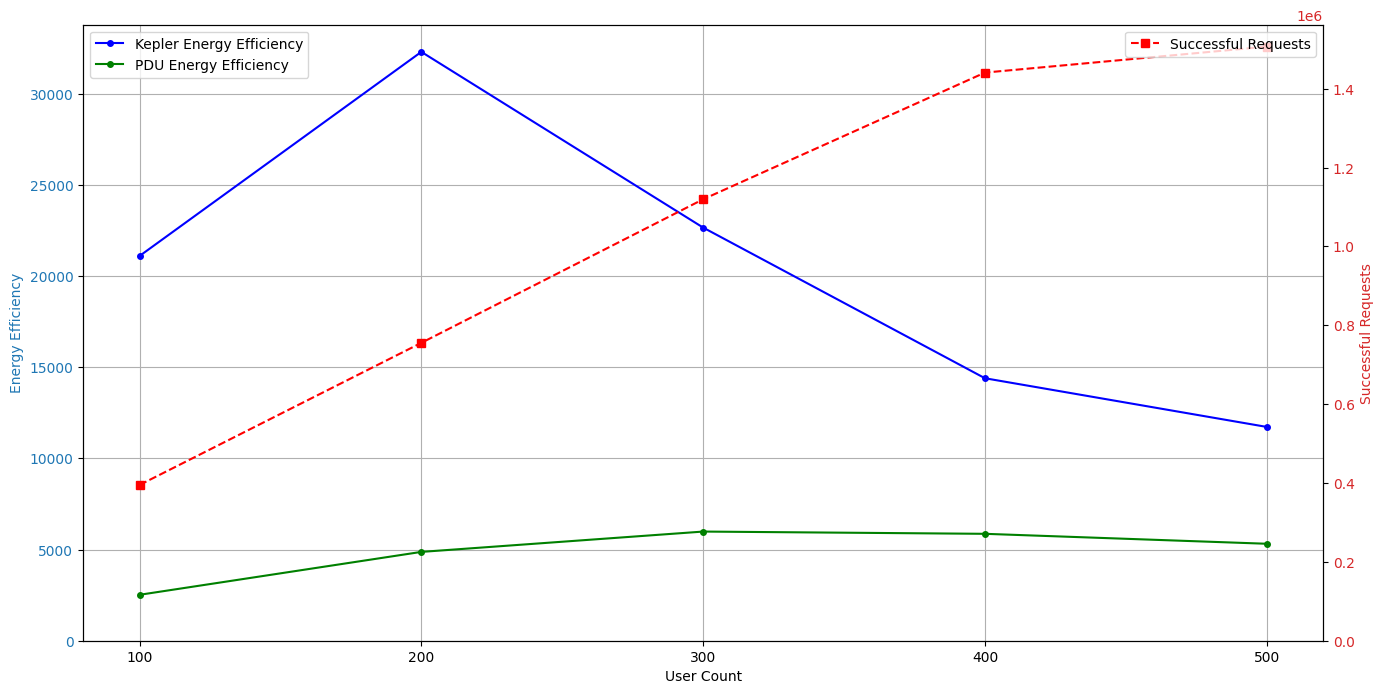 1e6
Kepler Energy Efficiency
PDU Energy Efficiency
Successful Requests
Energy Efficiency
30000
25000
20000
15000
10000
5000
0
1.4
1.2
1.0
0.8
0.6
0.4
0.2
0.0
Successful Requests
100 200 300 400 500
User Count